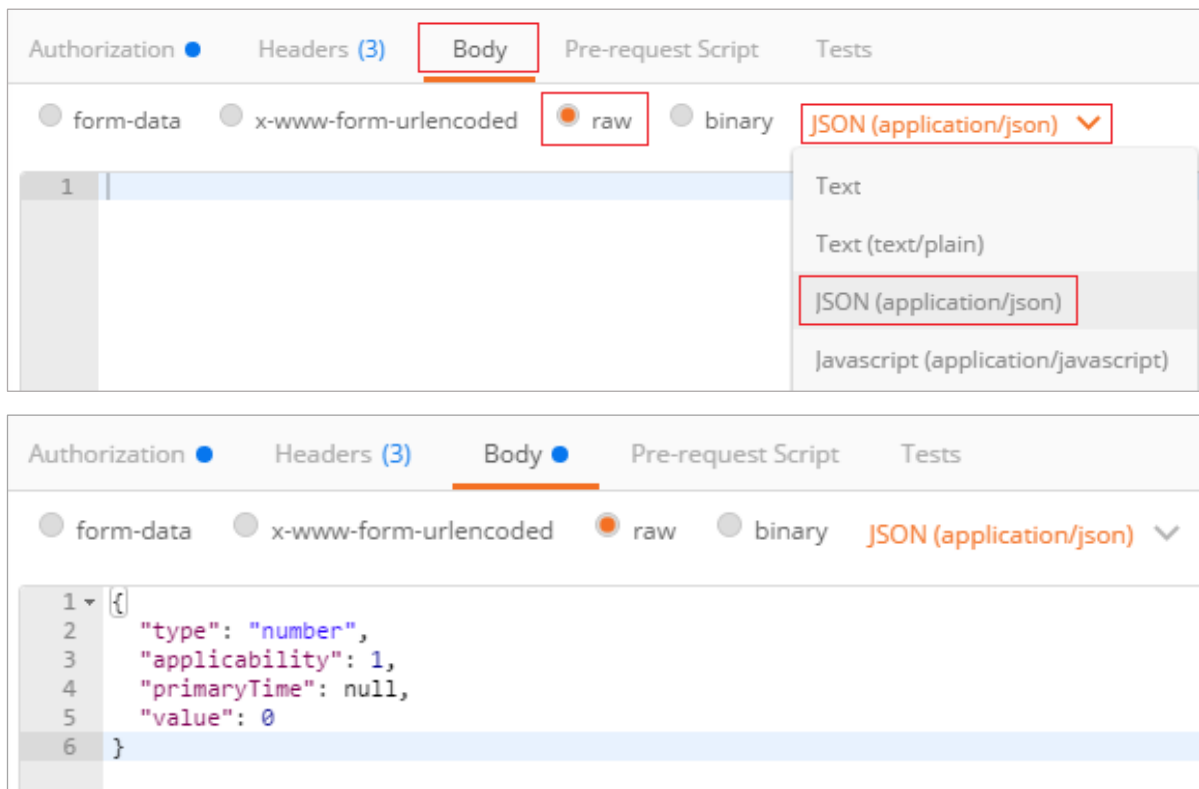 Authorization Headers (3) Body Pre-request Script Tests
form-data x-www-form-urlencoded raw binary JSON (application/json)
1
Text
Text (text/plain)
JSON (application/json)
Javascript (application/javascript)
Authorization Headers (3) Body Pre-request Script Tests
form-data x-www-form-urlencoded raw binary JSON (application/json)
1 {
2 "type": "number",
3 "applicability": 1,
4 "primaryTime": null,
5 "value": 0
6 }